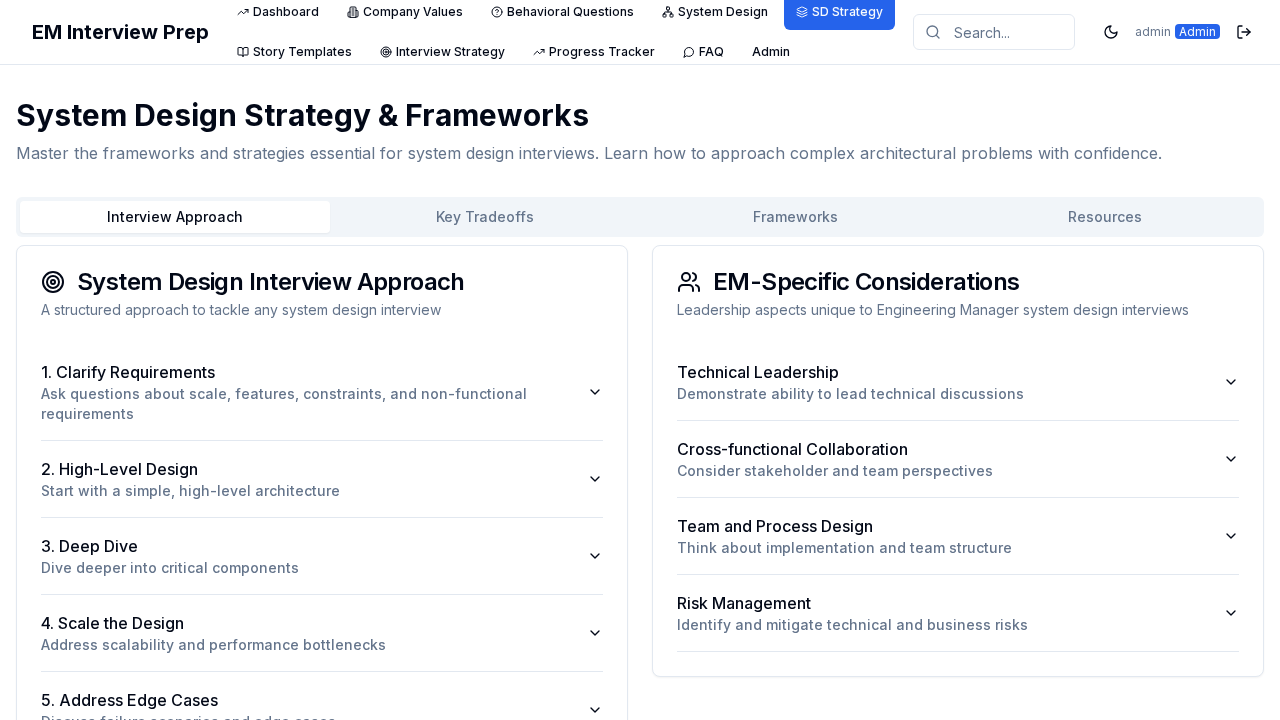 EM Interview Prep
Dashboard
Company Values
Behavioral Questions
System Design
SD Strategy
Story Templates
Interview Strategy
Progress Tracker
FAQ
Admin
Search...
admin Admin
System Design Strategy & Frameworks
Master the frameworks and strategies essential for system design interviews. Learn how to approach complex architectural problems with confidence.
Interview Approach
Key Tradeoffs
Frameworks
Resources
System Design Interview Approach
A structured approach to tackle any system design interview
1. Clarify Requirements
Ask questions about scale, features, constraints, and non-functional
requirements
2. High-Level Design
Start with a simple, high-level architecture
3. Deep Dive
Dive deeper into critical components
4. Scale the Design
Address scalability and performance bottlenecks
5. Address Edge Cases
Discuss failure scenarios and edge cases
EM-Specific Considerations
Leadership aspects unique to Engineering Manager system design interviews
Technical Leadership
Demonstrate ability to lead technical discussions
Cross-functional Collaboration
Consider stakeholder and team perspectives
Team and Process Design
Think about implementation and team structure
Risk Management
Identify and mitigate technical and business risks